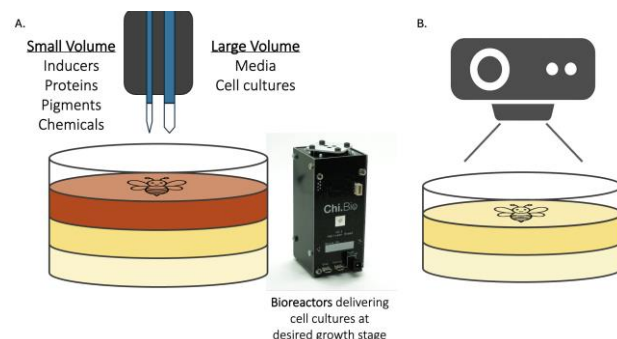 A.
Small Volume
Inducers
Proteins
Pigments
Chemicals
Large Volume
Media
Cell cultures
Chi.Bio
Bioreactors delivering
cell cultures at
desired growth stage
B.